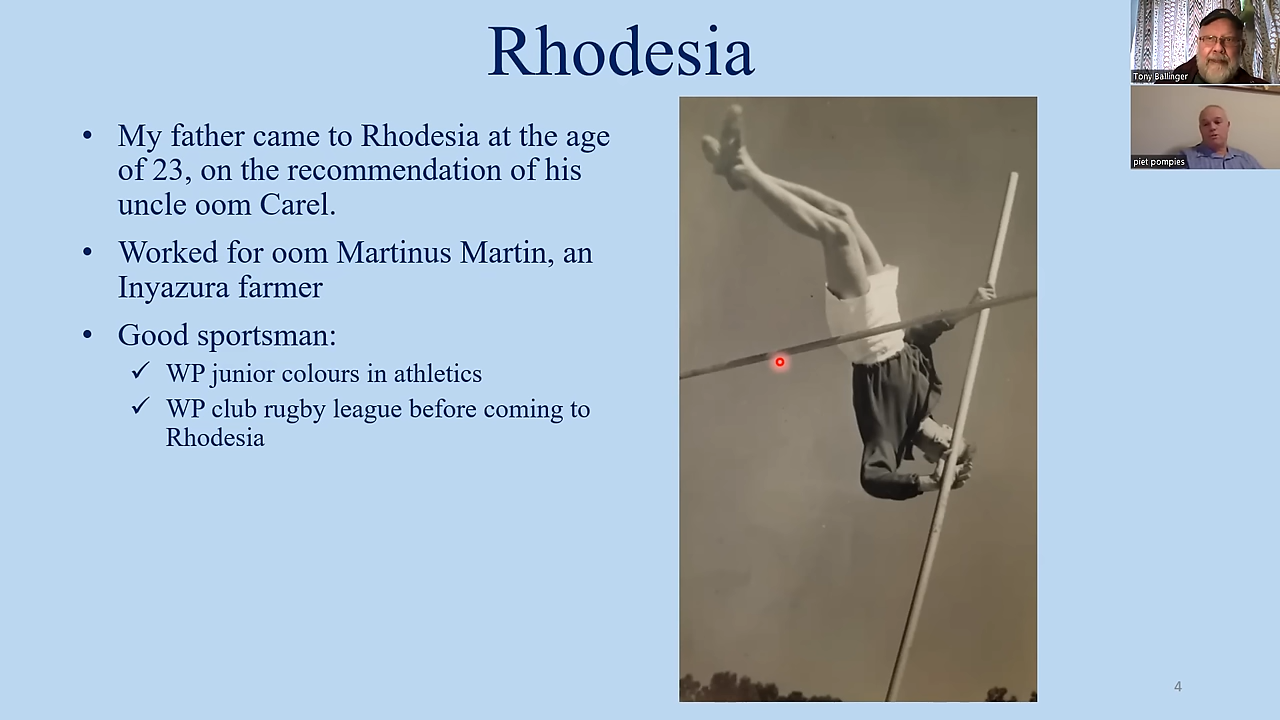 Rhodesia
• My father came to Rhodesia at the age
of 23, on the recommendation of his
uncle oom Carel.
• Worked for oom Martinus Martin, an
Inyazura farmer
• Good sportsman:
✓ WP junior colours in athletics
✓ WP club rugby league before coming to
Rhodesia
Tony Ballinger
piet pompies
4